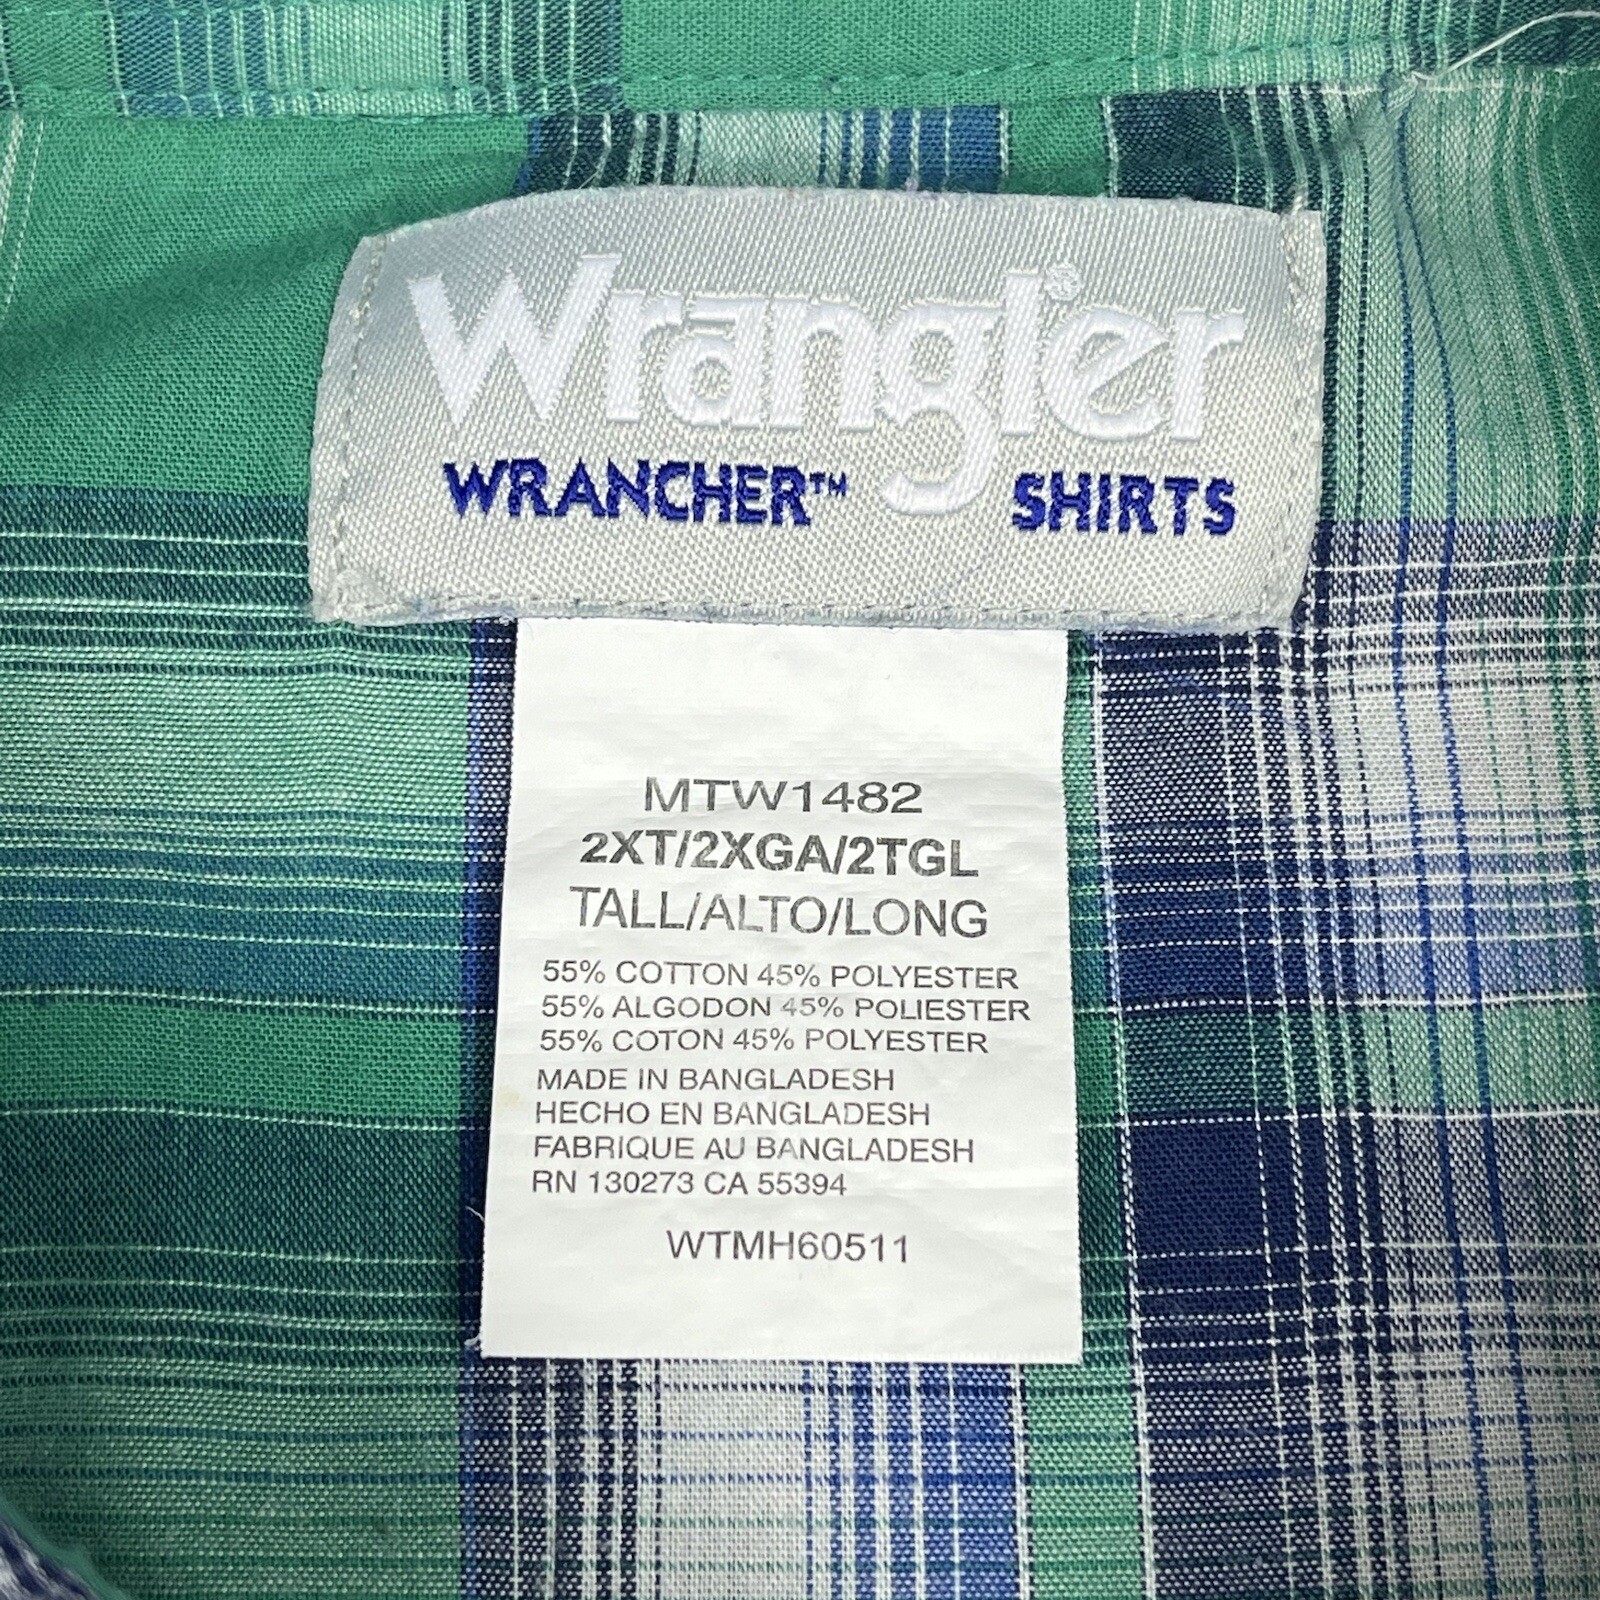 Wrangler®
WRANCHER™ SHIRTS
MTW1482
2XT/2XGA/2TGL
TALL/ALTO/LONG
55% COTTON 45% POLYESTER
55% ALGODON 45% POLIESTER
55% COTON 45% POLYESTER
MADE IN BANGLADESH
HECHO EN BANGLADESH
FABRIQUE AU BANGLADESH
RN 130273 CA 55394
WTMH60511